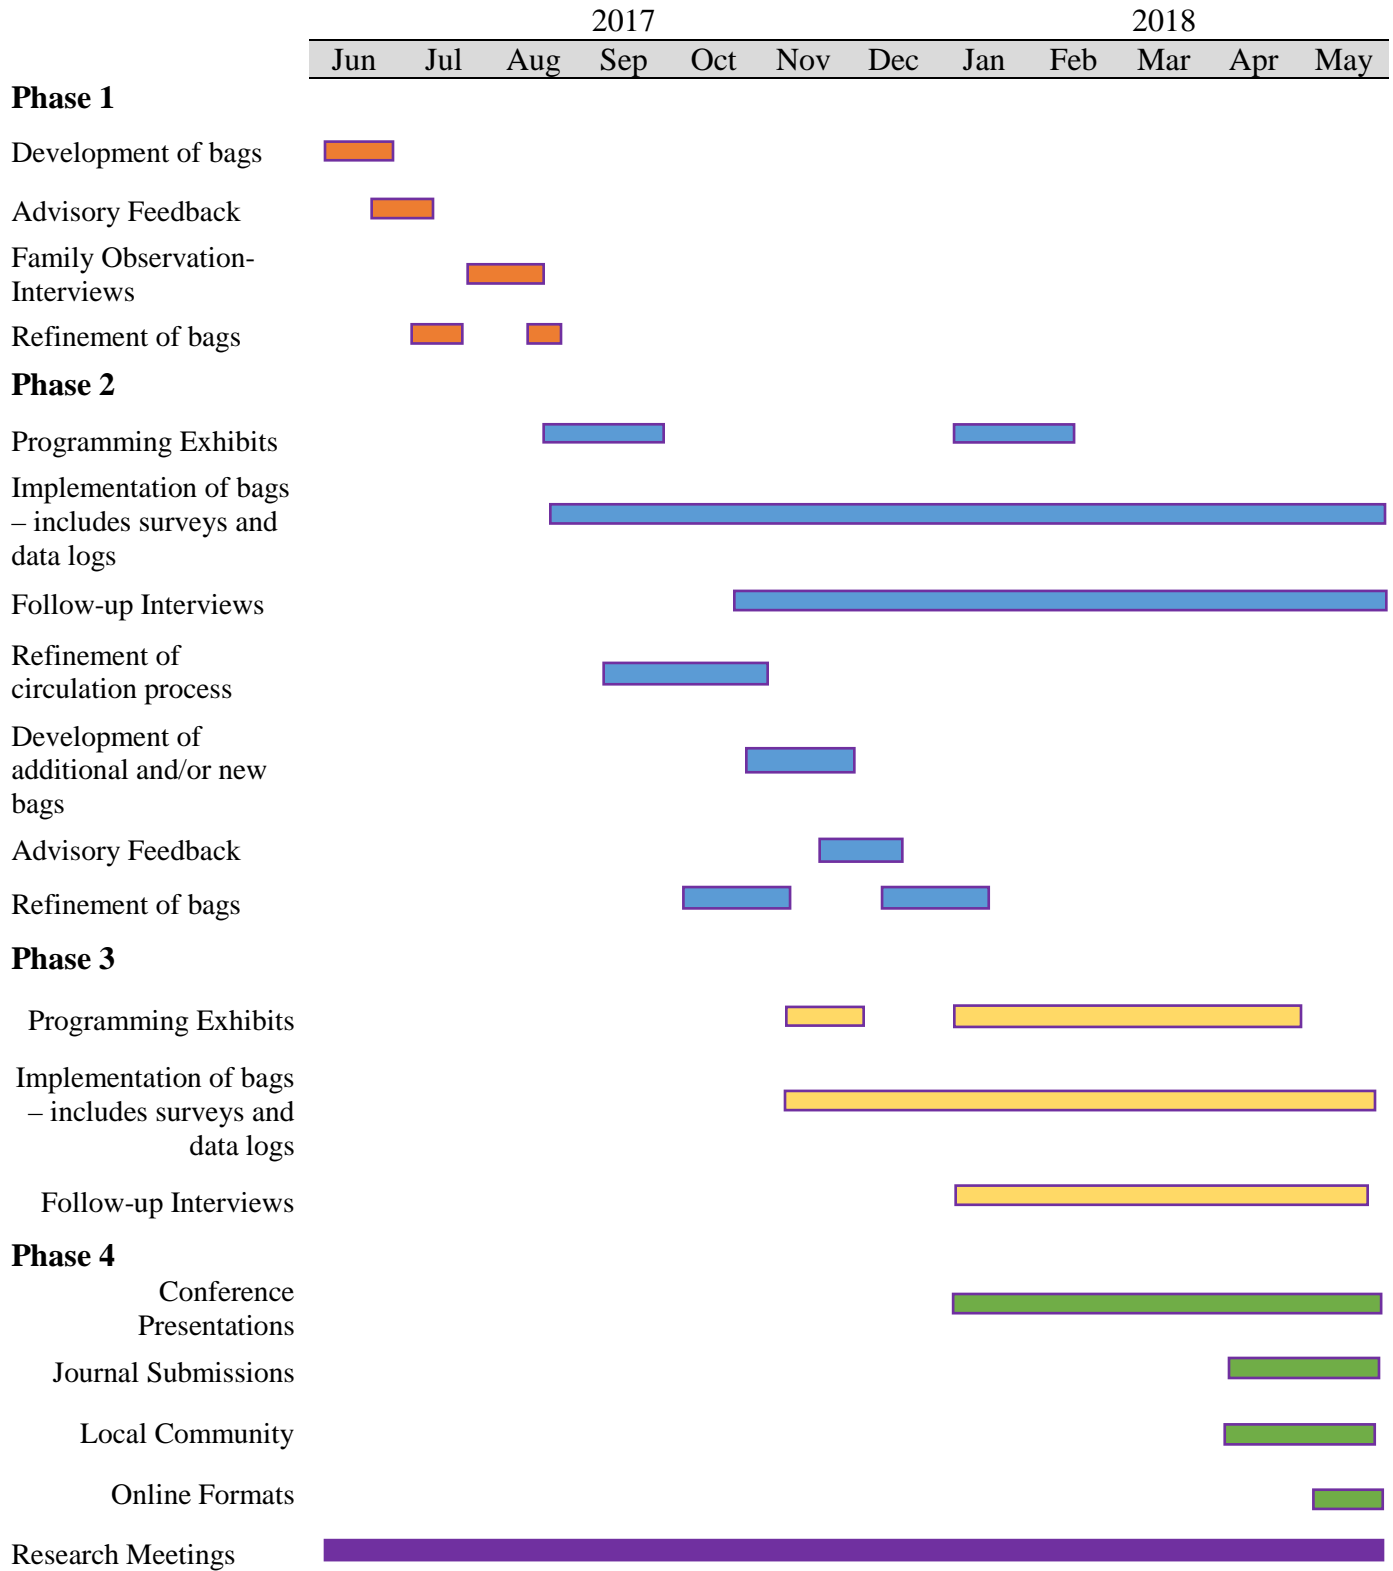 2017 2018
Jun Jul Aug Sep Oct Nov Dec Jan Feb Mar Apr May
Phase 1
Development of bags
Advisory Feedback
Family Observation-
Interviews
Refinement of bags
Phase 2
Programming Exhibits
Implementation of bags
– includes surveys and
data logs
Follow-up Interviews
Refinement of
circulation process
Development of
additional and/or new
bags
Advisory Feedback
Refinement of bags
Phase 3
Programming Exhibits
Implementation of bags
– includes surveys and
data logs
Follow-up Interviews
Phase 4
Conference
Presentations
Journal Submissions
Local Community
Online Formats
Research Meetings